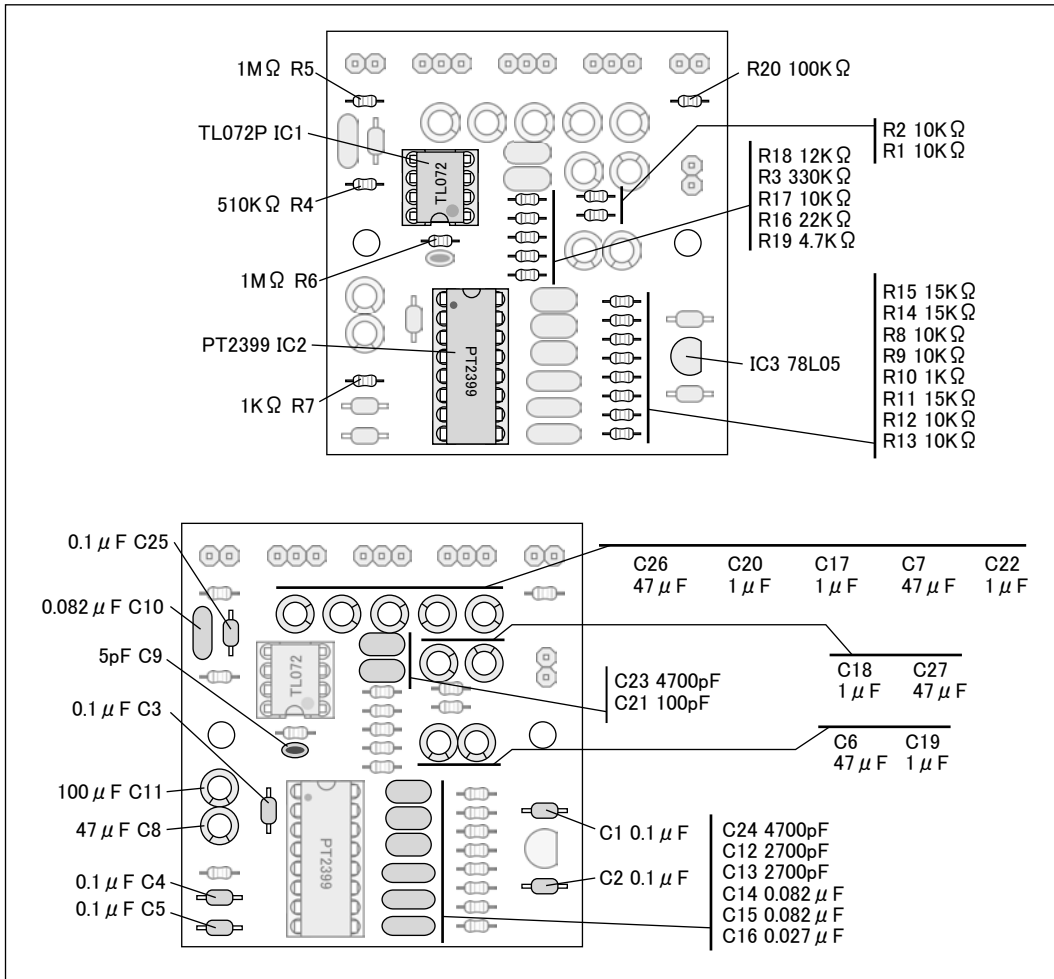 1MΩ R5
R20 100KΩ
TL072P IC1
TL072
R2 10KΩ
R1 10KΩ
R18 12KΩ
R3 330KΩ
R17 10KΩ
R16 22KΩ
R19 4.7KΩ
510KΩ R4
1MΩ R6
PT2399 IC2
PT2399
IC3 78L05
R15 15KΩ
R14 15KΩ
R8 10KΩ
R9 10KΩ
R10 1KΩ
R11 15KΩ
R12 10KΩ
R13 10KΩ
1KΩ R7
0.1μF C25
C26 C20 C17 C7 C22
47μF 1μF 1μF 47μF 1μF
0.082μF C10
5pF C9
TL072
C18 C27
1μF 47μF
C23 4700pF
C21 100pF
0.1μF C3
C6 C19
47μF 1μF
100μF C11
47μF C8
PT2399
C1 0.1μF
C2 0.1μF
C24 4700pF
C12 2700pF
C13 2700pF
C14 0.082μF
C15 0.082μF
C16 0.027μF
0.1μF C4
0.1μF C5